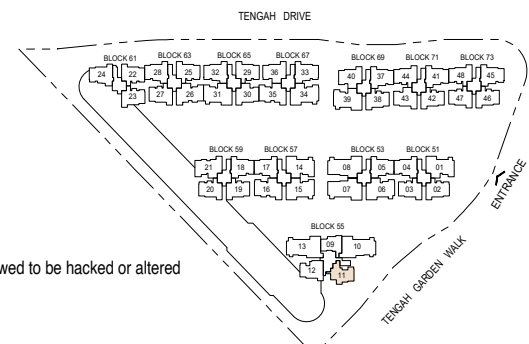 TENGAH DRIVE
BLOCK 61 BLOCK 63 BLOCK 65 BLOCK 67 BLOCK 69 BLOCK 71 BLOCK 73
24 22 28 25 32 29 36 33 40 37 44 41 48 45
23 27 26 31 30 35 34 39 38 43 42 47 46
BLOCK 59 BLOCK 57 BLOCK 53 BLOCK 51
21 18 17 14 08 05 04 01
20 19 16 15 07 06 03 02
ENTRANCE
BLOCK 55
13 09 10
12 11
wed to be hacked or altered
TENGAH GARDEN WALK